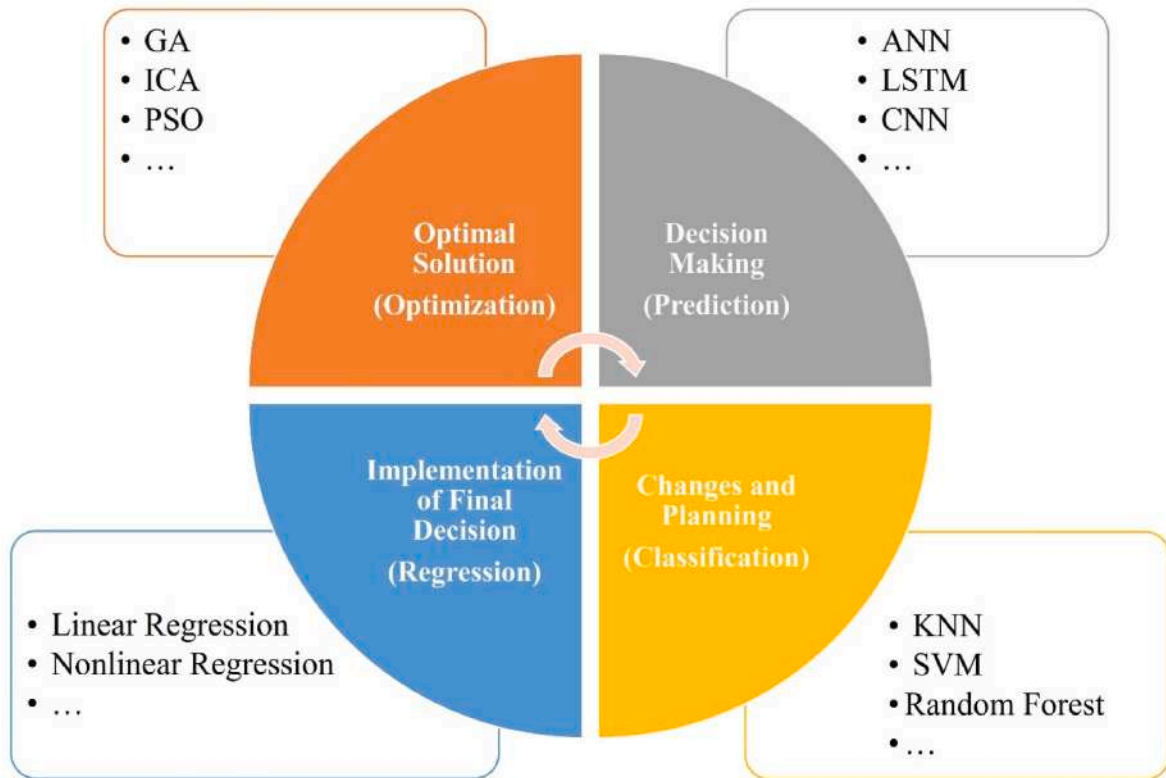 • GA
• ICA
• PSO
• …
• ANN
• LSTM
• CNN
• …
Optimal
Solution
(Optimization)
Decision
Making
(Prediction)
Implementation
of Final
Decision
(Regression)
Changes and
Planning
(Classification)
• Linear Regression
• Nonlinear Regression
• …
• KNN
• SVM
• Random Forest
• …